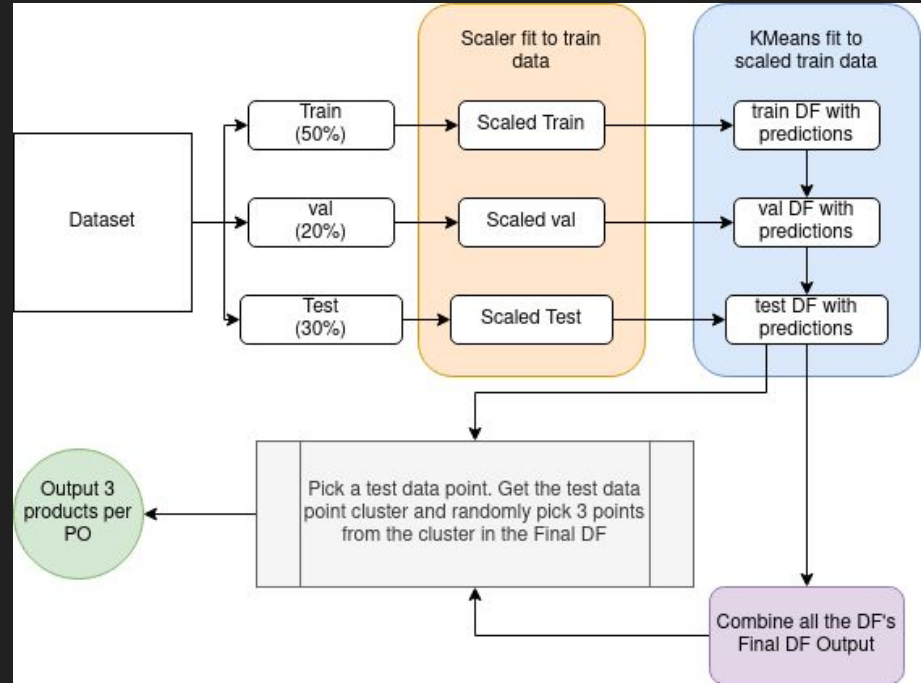 Scaler fit to train
data
KMeans fit to
scaled train data
Train
(50%)
Scaled Train
train DF with
predictions
Dataset
val
(20%)
Scaled val
val DF with
predictions
Test
(30%)
Scaled Test
test DF with
predictions
Output 3
products per
PO
Pick a test data point. Get the test data
point cluster and randomly pick 3 points
from the cluster in the Final DF
Combine all the DF's
Final DF Output